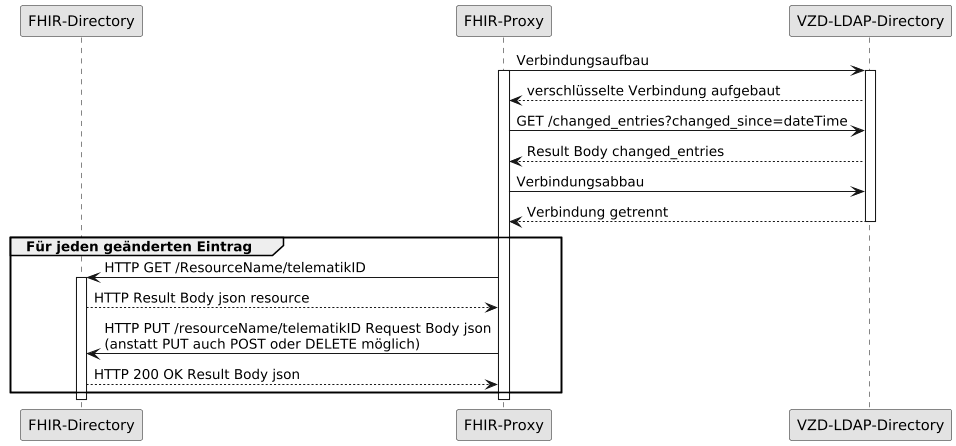 FHIR-Directory
FHIR-Proxy
VZD-LDAP-Directory
Verbindungsaufbau
verschlüsselte Verbindung aufgebaut
GET /changed_entries?changed_since=dateTime
Result Body changed_entries
Verbindungsabbau
Verbindung getrennt
Für jeden geänderten Eintrag
HTTP GET /ResourceName/telematikID
HTTP Result Body json resource
HTTP PUT /resourceName/telematikID Request Body json
(anstatt PUT auch POST oder DELETE möglich)
HTTP 200 OK Result Body json
FHIR-Directory
FHIR-Proxy
VZD-LDAP-Directory